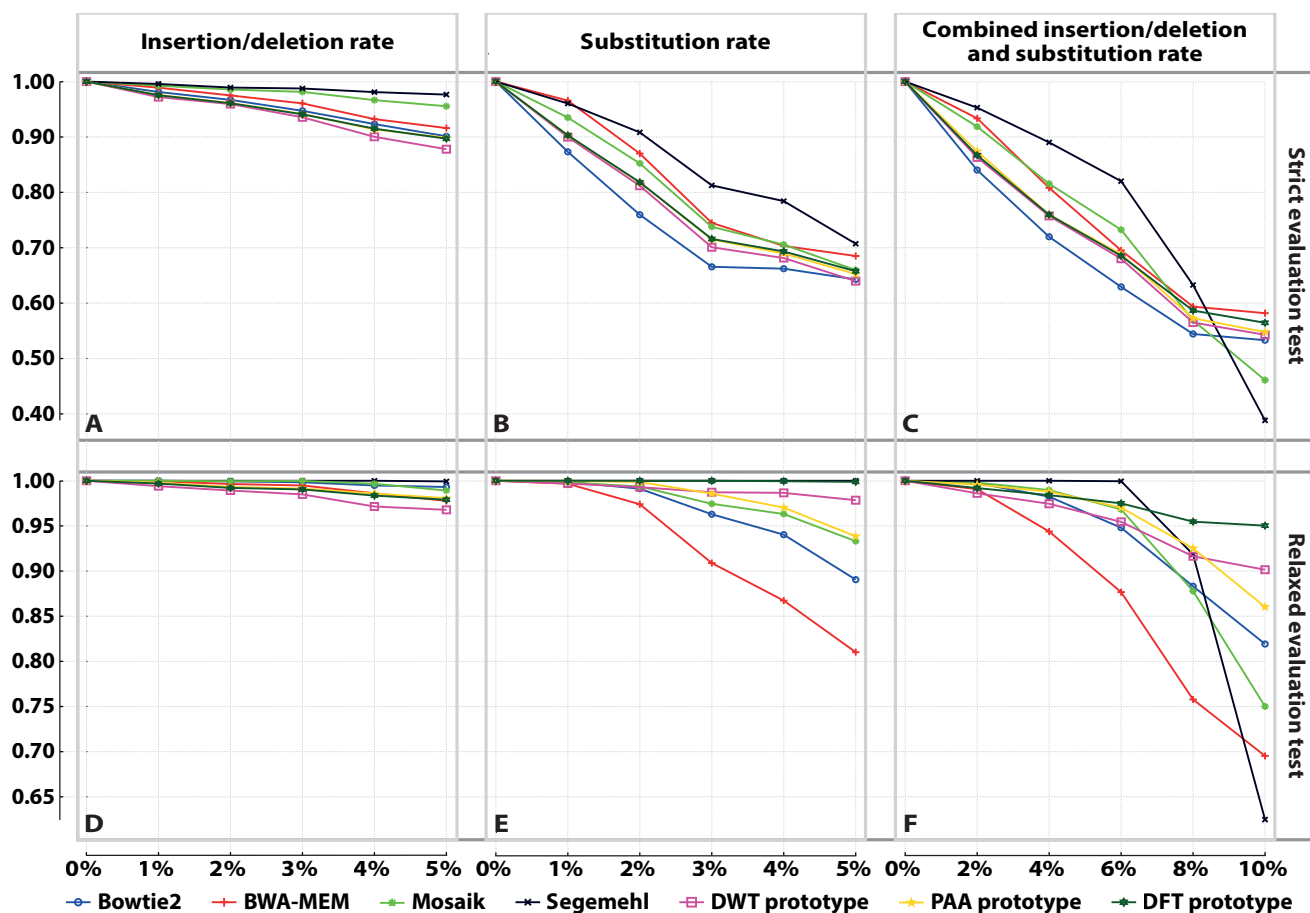 Insertion/deletion rate
Substitution rate
Combined insertion/deletion
and substitution rate
1.00
0.90
0.80
0.70
0.60
0.50
0.40
A
B
C
Strict evaluation test
1.00
0.95
0.90
0.85
0.80
0.75
0.70
0.65
D
E
F
Relaxed evaluation test
0% 1% 2% 3% 4% 5%
0% 1% 2% 3% 4% 5%
0% 2% 4% 6% 8% 10%
Bowtie2 BWA-MEM Mosaik Segemehl DWT prototype PAA prototype DFT prototype